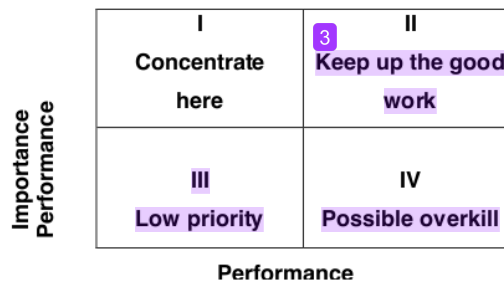 I
Concentrate
here
3
II
Keep up the good
work
III
Low priority
IV
Possible overkill
Importance
Performance
Performance